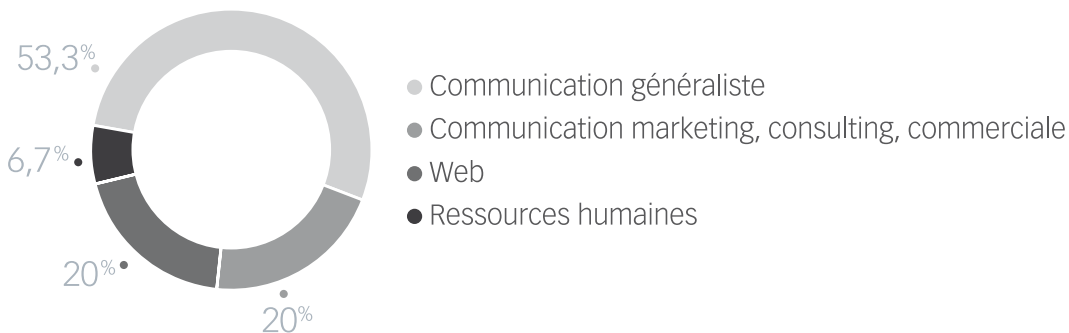 53,3%
6,7%
20%
20%
Communication généraliste
Communication marketing, consulting, commerciale
Web
Ressources humaines